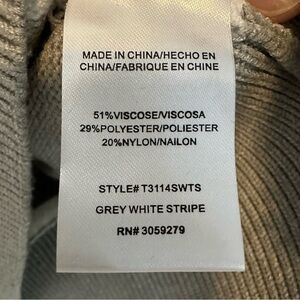 MADE IN CHINA/HECHO EN
CHINA/FABRIQUE EN CHINE
51%VISCOSE/VISCOSA
29%POLYESTER/POLIESTER
20%NYLON/NAILON
STYLE# T3114SWTS
GREY WHITE STRIPE
RN# 3059279